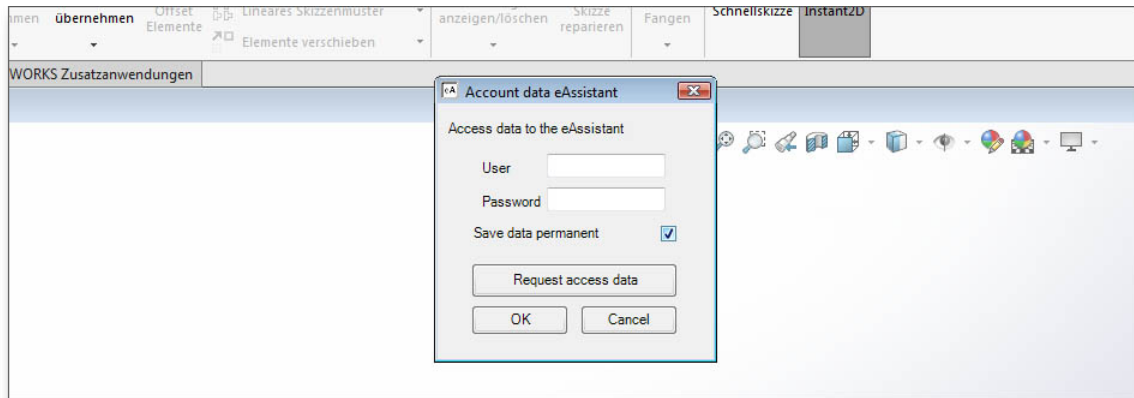 übernehmen
Offset
Elemente
Lineares Skizzenmuster
Elemente verschieben
anzeigen/löschen
Skizze
reparieren
Fangen
Schnellskizze
Instant2D
WORKS Zusatzanwendungen
eA Account data eAssistant
Access data to the eAssistant
User
Password
Save data permanent
Request access data
OK
Cancel